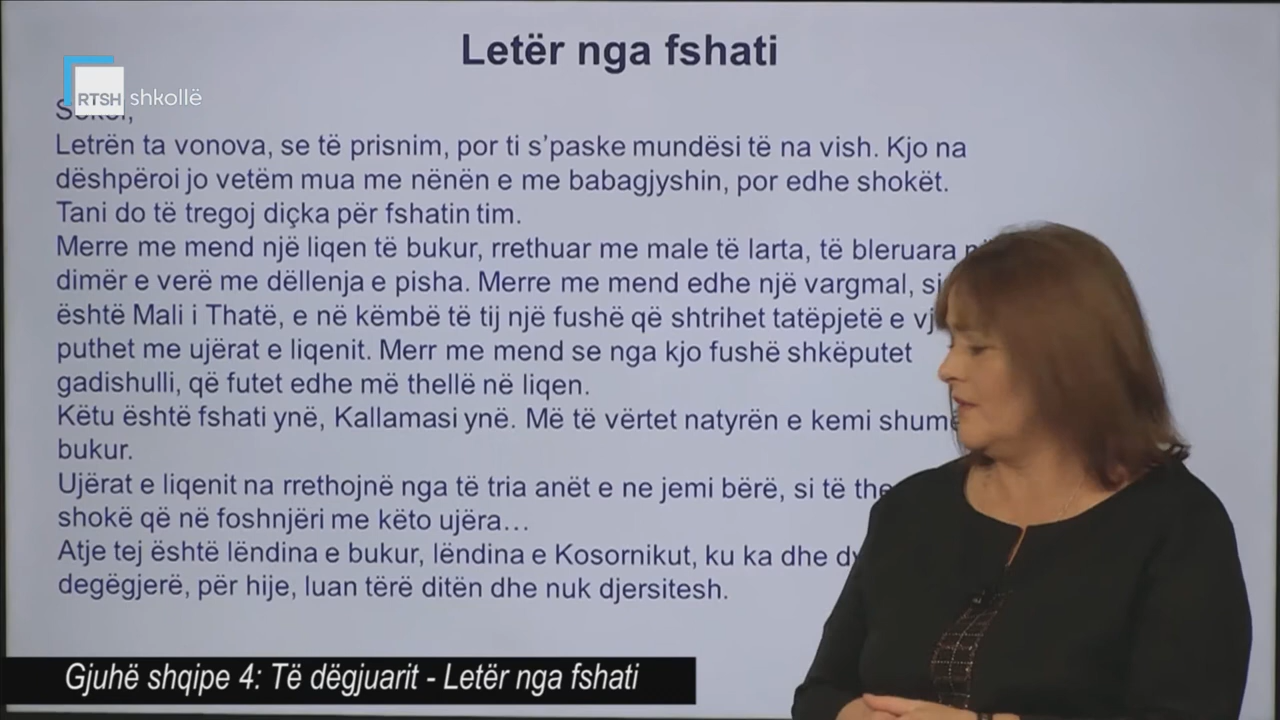 Letër nga fshati
RTSH shkollë
Letrën ta vonova, se të prisnim, por ti s'paske mundësi të na vish. Kjo na
dëshpëroi jo vetëm mua me nënën e me babagjyshin, por edhe shokët.
Tani do të tregoj diçka për fshatin tim.
Merre me mend një liqen të bukur, rrethuar me male të larta, të bleruara
dimër e verë me dëllenja e pisha. Merre me mend edhe një vargmal,
është Mali i Thatë, e në këmbë të tij një fushë që shtrihet tatëpjetë e
puthet me ujërat e liqenit. Merr me mend se nga kjo fushë shkëputet
gadishulli, që futet edhe më thellë në liqen.
Këtu është fshati ynë, Kallamasi ynë. Më të vërtet natyrën e kemi shumë
bukur.
Ujërat e liqenit na rrethojnë nga të tria anët e ne jemi bërë, si të
shokë që në foshnjëri me këto ujëra…
Atje tej është lëndina e bukur, lëndina e Kosornikut, ku ka dhe
degëgjerë, për hije, luan tërë ditën dhe nuk djersitesh.
Gjuhë shqipe 4: Të dëgjuarit - Letër nga fshati